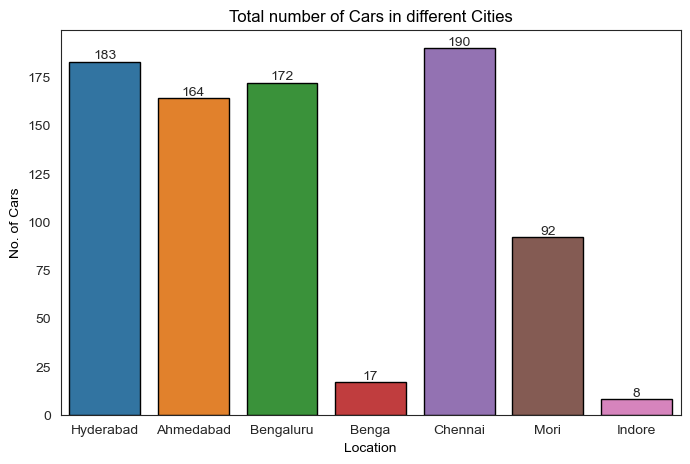 Total number of Cars in different Cities
No. of Cars
175
150
125
100
75
50
25
0
183
164
172
17
190
92
8
Hyderabad
Ahmedabad
Bengaluru
Benga
Chennai
Mori
Indore
Location